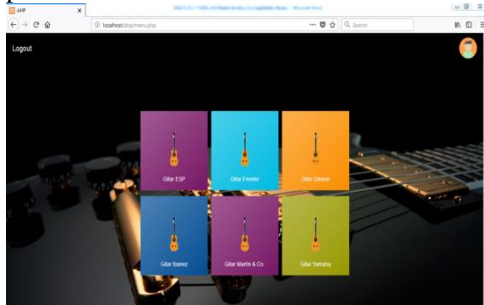 AHP
localhost/ahp/menu.php
Search
Logout
Gitar ESP
Gitar Fender
Gitar Gibson
Gitar Ibanez
Gitar Martin & Co.
Gitar Yamaha